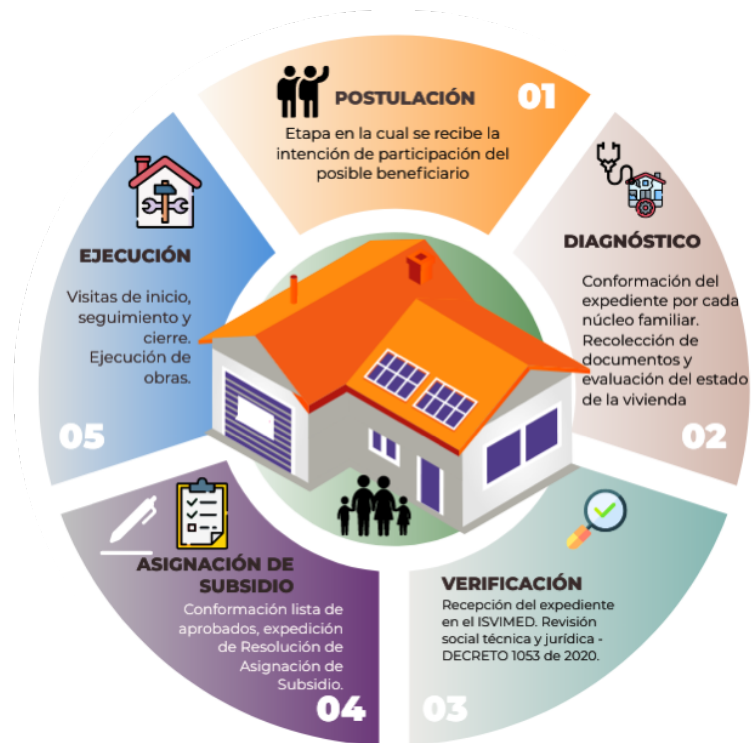 POSTULACIÓN
01
Etapa en la cual se recibe la
intención de participación del
posible beneficiario
DIAGNÓSTICO
Conformación del
expediente por cada
núcleo familiar.
Recolección de
documentos y
evaluación del estado
de la vivienda
02
VERIFICACIÓN
Recepción del expediente
en el ISVIMED. Revisión
social técnica y jurídica -
DECRETO 1053 de 2020.
03
ASIGNACIÓN DE
SUBSIDIO
Conformación lista de
aprobados, expedición
de Resolución de
Asignación de
Subsidio.
04
EJECUCIÓN
Visitas de inicio,
seguimiento y
cierre.
Ejecución de
obras.
05